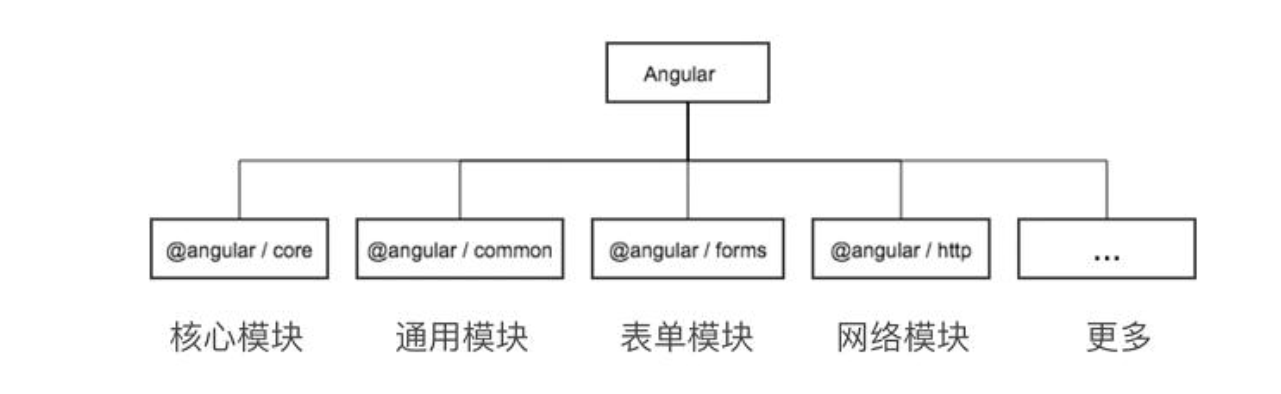 Angular
@angular / core
@angular / common
@angular / forms
@angular / http
...
核心模块
通用模块
表单模块
网络模块
更多